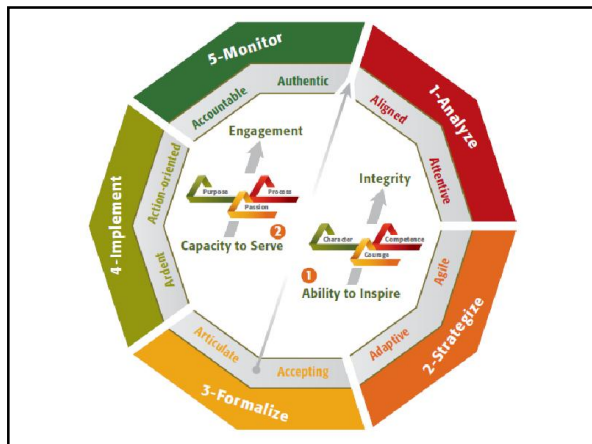 5-Monitor
Accountable
Authentic
1-Analyze
Aligned
Attentive
2-Strategize
Agile
Adaptive
3-Formalize
Accepting
Articulate
4-Implement
Ardent
Action-oriented
Engagement
Purpose
Process
Passion
2
Capacity to Serve
Integrity
Character
Competence
Courage
1
Ability to Inspire